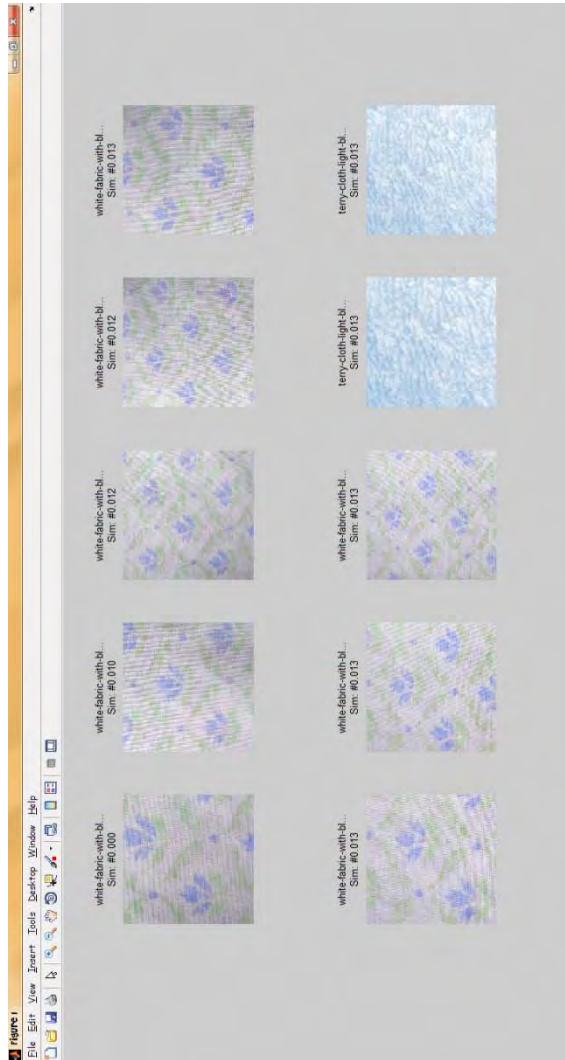 Figure 1
File Edit View Insert Tools Desktop Window Help
white-fabric-with-bl...
Sim: #0.000
white-fabric-with-bl...
Sim: #0.010
white-fabric-with-bl...
Sim: #0.012
white-fabric-with-bl...
Sim: #0.012
white-fabric-with-bl...
Sim: #0.013
white-fabric-with-bl...
Sim: #0.013
white-fabric-with-bl...
Sim: #0.013
white-fabric-with-bl...
Sim: #0.013
terry-cloth-light-bl...
Sim: #0.013
terry-cloth-light-bl...
Sim: #0.013